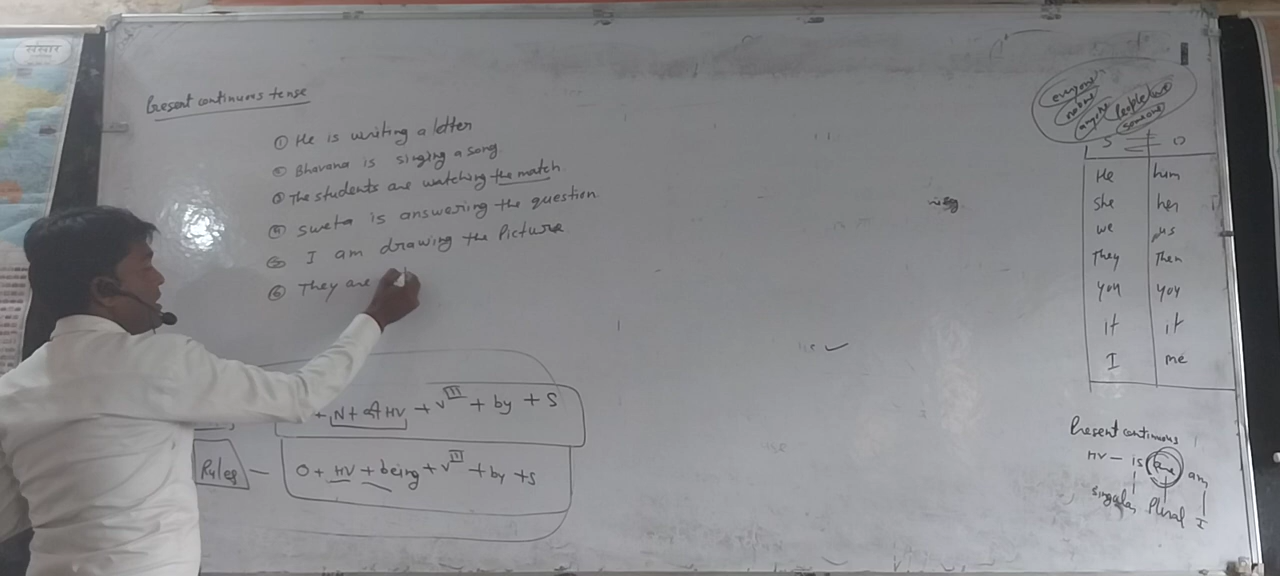 Present continuous tense
① He is writing a letter
② Bhavana is singing a song.
③ The students are watching the match.
④ Sweta is answering the question
⑤ I am drawing the Picture
⑥ They are
+ N + HV + V III + by + S
Rules — O + HV + being + V III + by + S
everyone
People
someone
S O
He him
she her
we us
They Them
you you
it it
I me
Present continuous
HV — is are am
singular Plural I